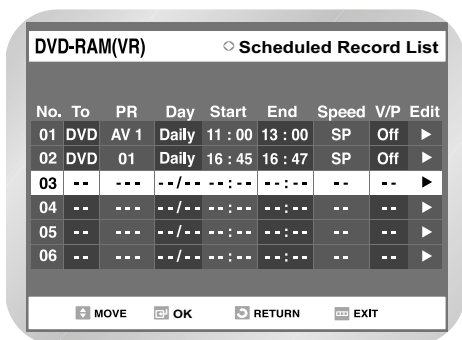 DVD-RAM(VR) Scheduled Record List
No. To PR Day Start End Speed V/P Edit
01 DVD AV 1 Daily 11 : 00 13 : 00 SP Off ►
02 DVD 01 Daily 16 : 45 16 : 47 SP Off ►
03 -- --- --/-- --:-- --:-- -- -- ►
04 -- --- --/-- --:-- --:-- -- -- ►
05 -- --- --/-- --:-- --:-- -- -- ►
06 -- --- --/-- --:-- --:-- -- -- ►
MOVE OK RETURN EXIT